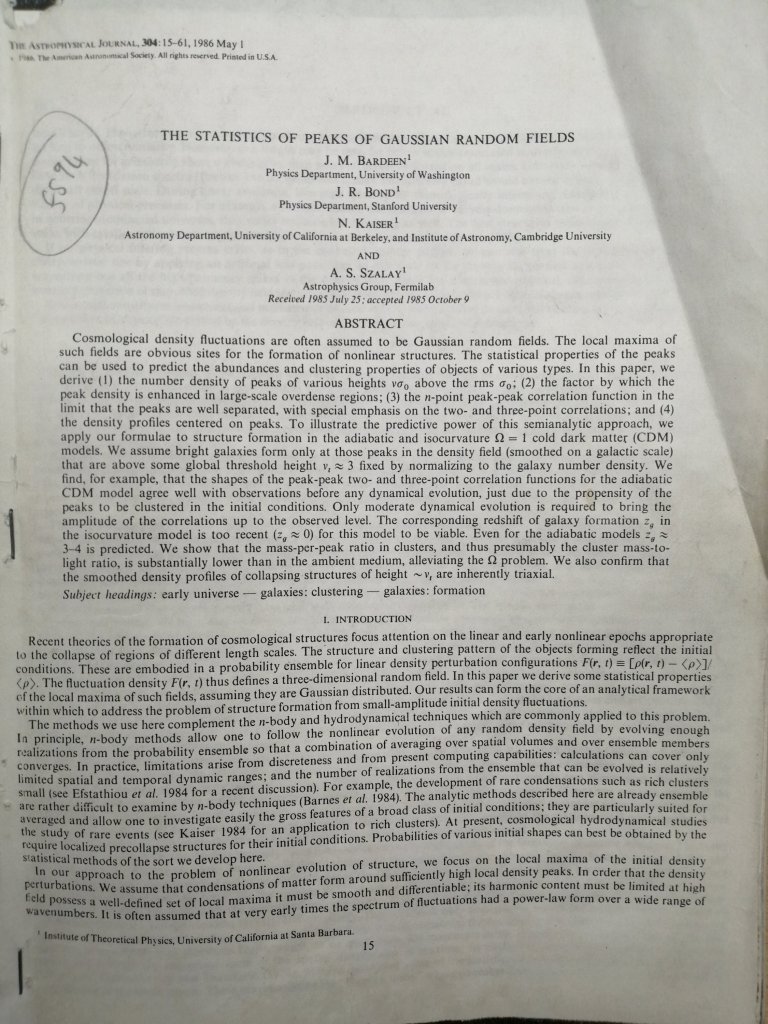 THE ASTROPHYSICAL JOURNAL, 304:15–61, 1986 May 1
1986. The American Astronomical Society. All rights reserved. Printed in U.S.A.
5594
THE STATISTICS OF PEAKS OF GAUSSIAN RANDOM FIELDS
J. M. BARDEEN¹
Physics Department, University of Washington
J. R. BOND¹
Physics Department, Stanford University
N. KAISER¹
Astronomy Department, University of California at Berkeley, and Institute of Astronomy, Cambridge University
AND
A. S. SZALAY¹
Astrophysics Group, Fermilab
Received 1985 July 25; accepted 1985 October 9
ABSTRACT
Cosmological density fluctuations are often assumed to be Gaussian random fields. The local maxima of
such fields are obvious sites for the formation of nonlinear structures. The statistical properties of the peaks
can be used to predict the abundances and clustering properties of objects of various types. In this paper, we
derive (1) the number density of peaks of various heights νσ₀ above the rms σ₀; (2) the factor by which the
peak density is enhanced in large-scale overdense regions; (3) the n-point peak-peak correlation function in the
limit that the peaks are well separated, with special emphasis on the two- and three-point correlations; and (4)
the density profiles centered on peaks. To illustrate the predictive power of this semianalytic approach, we
apply our formulae to structure formation in the adiabatic and isocurvature Ω = 1 cold dark matter (CDM)
models. We assume bright galaxies form only at those peaks in the density field (smoothed on a galactic scale)
that are above some global threshold height νₜ ≈ 3 fixed by normalizing to the galaxy number density. We
find, for example, that the shapes of the peak-peak two- and three-point correlation functions for the adiabatic
CDM model agree well with observations before any dynamical evolution, just due to the propensity of the
peaks to be clustered in the initial conditions. Only moderate dynamical evolution is required to bring the
amplitude of the correlations up to the observed level. The corresponding redshift of galaxy formation z_g in
the isocurvature model is too recent (z_g ≈ 0) for this model to be viable. Even for the adiabatic models z_g ≈
3–4 is predicted. We show that the mass-per-peak ratio in clusters, and thus presumably the cluster mass-to-
light ratio, is substantially lower than in the ambient medium, alleviating the Ω problem. We also confirm that
the smoothed density profiles of collapsing structures of height ~νₜ are inherently triaxial.
Subject headings: early universe — galaxies: clustering — galaxies: formation
I. INTRODUCTION
Recent theories of the formation of cosmological structures focus attention on the linear and early nonlinear epochs appropriate
to the collapse of regions of different length scales. The structure and clustering pattern of the objects forming reflect the initial
conditions. These are embodied in a probability ensemble for linear density perturbation configurations F(r, t) ≡ [ρ(r, t) − ⟨ρ⟩]/
⟨ρ⟩. The fluctuation density F(r, t) thus defines a three-dimensional random field. In this paper we derive some statistical properties
of the local maxima of such fields, assuming they are Gaussian distributed. Our results can form the core of an analytical framework
within which to address the problem of structure formation from small-amplitude initial density fluctuations.
The methods we use here complement the n-body and hydrodynamical techniques which are commonly applied to this problem.
In principle, n-body methods allow one to follow the nonlinear evolution of any random density field by evolving enough
realizations from the probability ensemble so that a combination of averaging over spatial volumes and over ensemble members
converges. In practice, limitations arise from discreteness and from present computing capabilities: calculations can cover only
limited spatial and temporal dynamic ranges; and the number of realizations from the ensemble that can be evolved is relatively
small (see Efstathiou et al. 1984 for a recent discussion). For example, the development of rare condensations such as rich clusters
are rather difficult to examine by n-body techniques (Barnes et al. 1984). The analytic methods described here are already ensemble
averaged and allow one to investigate easily the gross features of a broad class of initial conditions; they are particularly suited for
the study of rare events (see Kaiser 1984 for an application to rich clusters). At present, cosmological hydrodynamical studies
require localized precollapse structures for their initial conditions. Probabilities of various initial shapes can best be obtained by the
statistical methods of the sort we develop here.
In our approach to the problem of nonlinear evolution of structure, we focus on the local maxima of the initial density
perturbations. We assume that condensations of matter form around sufficiently high local density peaks. In order that the density
field possess a well-defined set of local maxima it must be smooth and differentiable; its harmonic content must be limited at high
wavenumbers. It is often assumed that at very early times the spectrum of fluctuations had a power-law form over a wide range of
¹ Institute of Theoretical Physics, University of California at Santa Barbara.
15